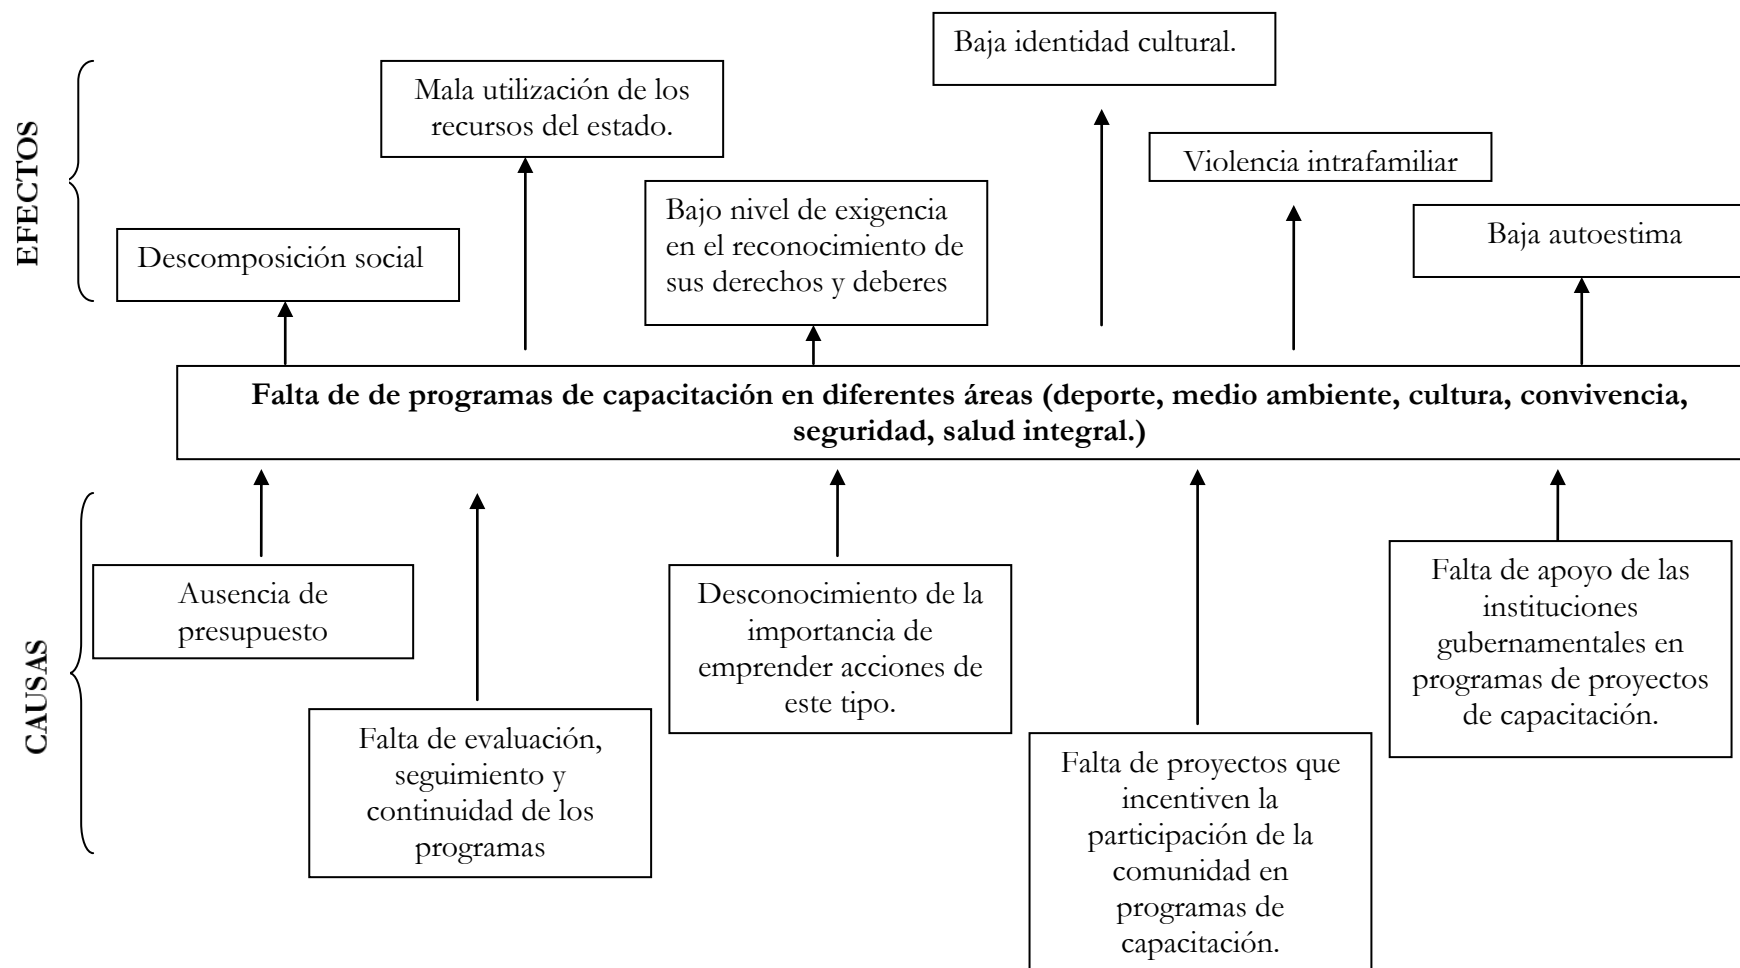 EFECTOS
Baja identidad cultural.
Mala utilización de los
recursos del estado.
Violencia intrafamiliar
Bajo nivel de exigencia
en el reconocimiento de
sus derechos y deberes
Baja autoestima
Descomposición social
Falta de de programas de capacitación en diferentes áreas (deporte, medio ambiente, cultura, convivencia,
seguridad, salud integral.)
CAUSAS
Ausencia de
presupuesto
Falta de evaluación,
seguimiento y
continuidad de los
programas
Desconocimiento de la
importancia de
emprender acciones de
este tipo.
Falta de proyectos que
incentiven la
participación de la
comunidad en
programas de
capacitación.
Falta de apoyo de las
instituciones
gubernamentales en
programas de proyectos
de capacitación.